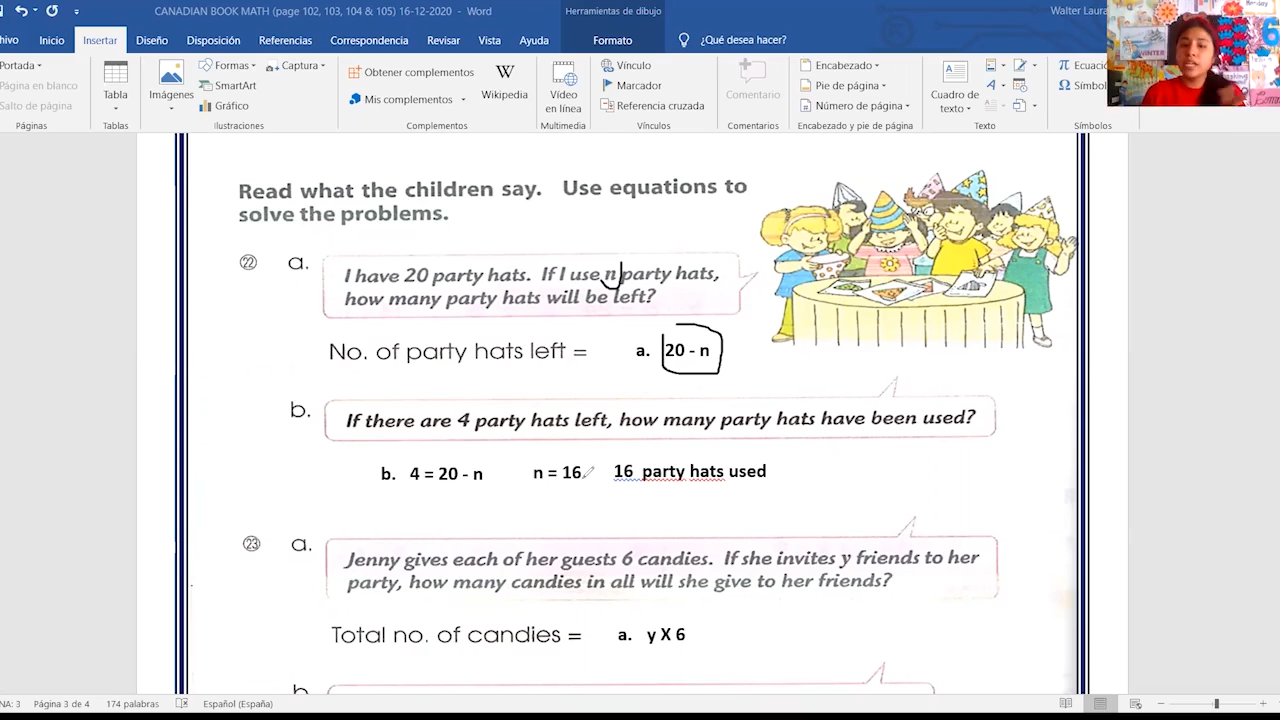 CANADIAN BOOK MATH (page 102, 103, 104 & 105) 16-12-2020 - Word
Herramientas de dibujo
Walter Laura
hivo Inicio Insertar Diseño Disposición Referencias Correspondencia Revisar Vista Ayuda Formato ¿Qué desea hacer?
Portada
Página en blanco
Salto de página
Páginas
Tabla
Tablas
Imágenes
Formas
SmartArt
Gráfico
Captura
Ilustraciones
Obtener complementos
Mis complementos
Wikipedia
Complementos
Vídeo
en línea
Multimedia
Vínculo
Marcador
Referencia cruzada
Vínculos
Comentario
Comentarios
Encabezado
Pie de página
Número de página
Encabezado y pie de página
Cuadro de
texto
Texto
Ecuació
Símbolo
Símbolos
WINTER
Monday
6
Read what the children say. Use equations to
solve the problems.
22 a. I have 20 party hats. If I use n party hats,
how many party hats will be left?
No. of party hats left = a. 20 - n
b. If there are 4 party hats left, how many party hats have been used?
b. 4 = 20 - n n = 16 16 party hats used
23 a. Jenny gives each of her guests 6 candies. If she invites y friends to her
party, how many candies in all will she give to her friends?
Total no. of candies = a. y X 6
b
NA: 3 Página 3 de 4 174 palabras Español (España)